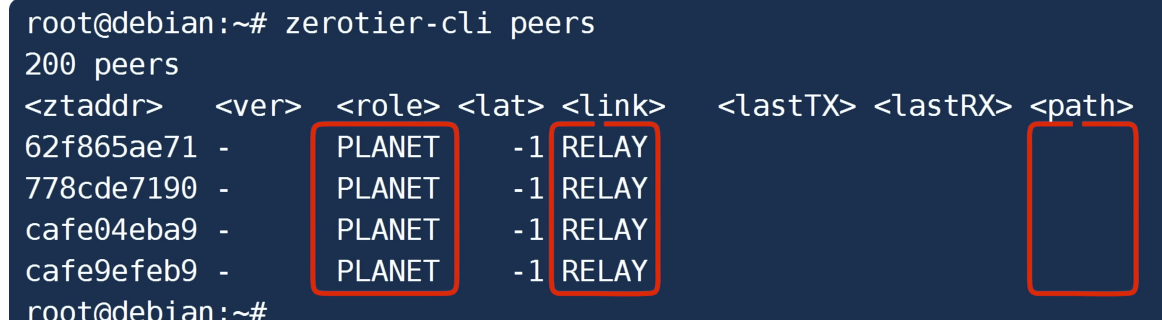 root@debian:~# zerotier-cli peers
200 peers
<ztaddr>   <ver>  <role> <lat> <link>   <lastTX> <lastRX> <path>
62f865ae71 -      PLANET    -1 RELAY
778cde7190 -      PLANET    -1 RELAY
cafe04eba9 -      PLANET    -1 RELAY
cafe9efeb9 -      PLANET    -1 RELAY
root@debian:~#